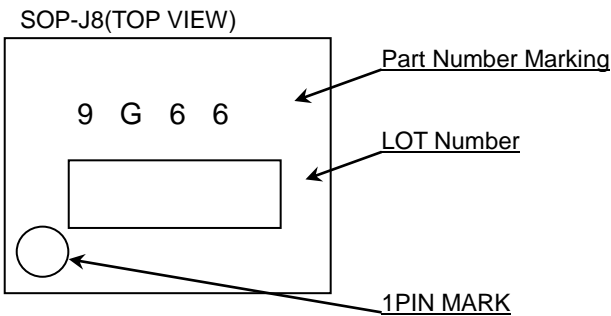 SOP-J8(TOP VIEW)
Part Number Marking
9 G 6 6
LOT Number
1PIN MARK